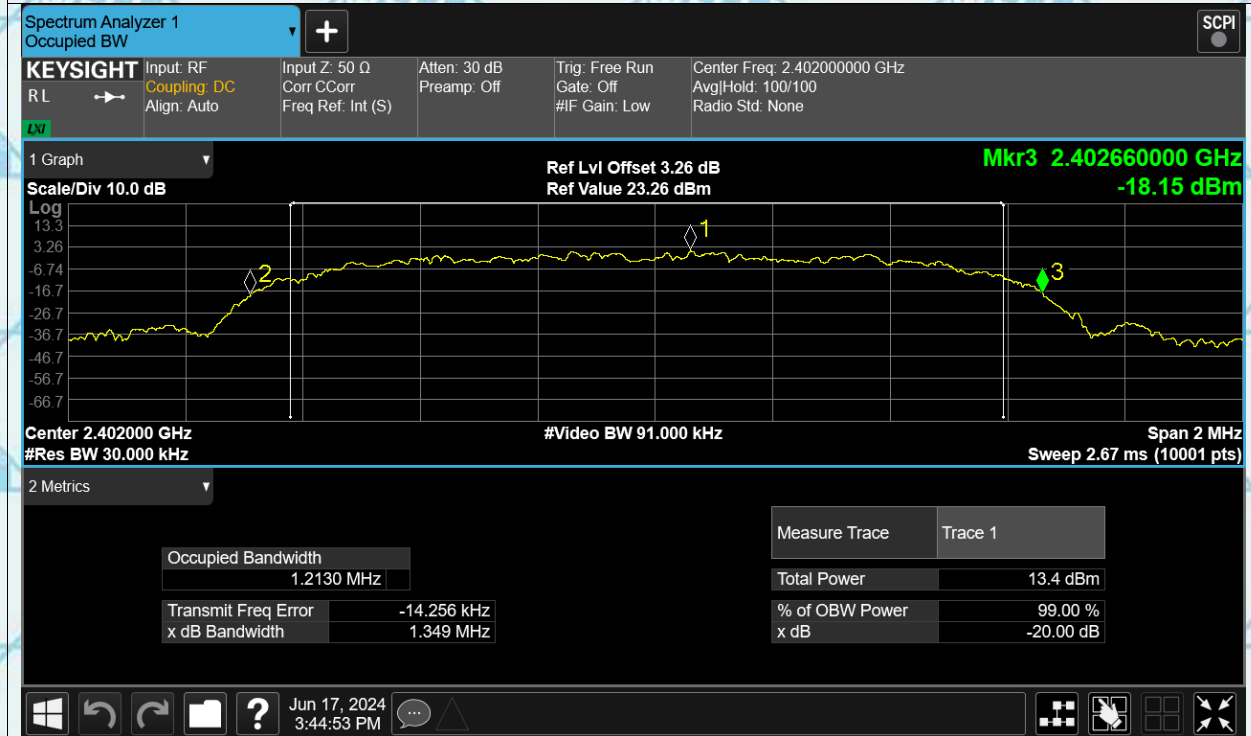 Spectrum Analyzer 1
Occupied BW
+
SCPI
KEYSIGHT
R L
LXI
Input: RF
Coupling: DC
Align: Auto
Input Z: 50 Ω
Corr CCorr
Freq Ref: Int (S)
Atten: 30 dB
Preamp: Off
Trig: Free Run
Gate: Off
#IF Gain: Low
Center Freq: 2.402000000 GHz
Avg|Hold: 100/100
Radio Std: None
1 Graph
Scale/Div 10.0 dB
Ref Lvl Offset 3.26 dB
Ref Value 23.26 dBm
Mkr3 2.402660000 GHz
-18.15 dBm
Log
13.3
3.26
-6.74
-16.7
-26.7
-36.7
-46.7
-56.7
-66.7
1
2
3
Center 2.402000 GHz
#Res BW 30.000 kHz
#Video BW 91.000 kHz
Span 2 MHz
Sweep 2.67 ms (10001 pts)
2 Metrics
Occupied Bandwidth
1.2130 MHz
Transmit Freq Error -14.256 kHz
x dB Bandwidth 1.349 MHz
Measure Trace Trace 1
Total Power 13.4 dBm
% of OBW Power 99.00 %
x dB -20.00 dB
?
Jun 17, 2024
3:44:53 PM